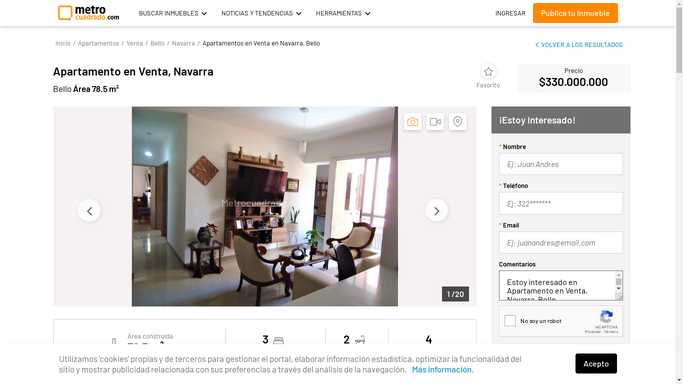 metro
cuadrado.com
BUSCAR INMUEBLES
NOTICIAS Y TENDENCIAS
HERRAMIENTAS
INGRESAR
Publica tu Inmueble
Inicio / Apartamentos / Venta / Bello / Navarra / Apartamentos en Venta en Navarra, Bello
VOLVER A LOS RESULTADOS
Apartamento en Venta, Navarra
Bello Área 78.5 m²
Favorito
Precio
$330.000.000
Metrocuadrado
1 / 20
¡Estoy Interesado!
* Nombre
Ej: Juan Andres
* Teléfono
Ej: 322*******
* Email
Ej: juanandres@email.com
Comentarios
Estoy interesado en
Apartamento en Venta,
Navarra, Bello
No soy un robot
reCAPTCHA
Privacidad - Términos
Área construida
3
2
4
Utilizamos 'cookies' propias y de terceros para gestionar el portal, elaborar información estadística, optimizar la funcionalidad del
sitio y mostrar publicidad relacionada con sus preferencias a través del análisis de la navegación. Más información.
Acepto